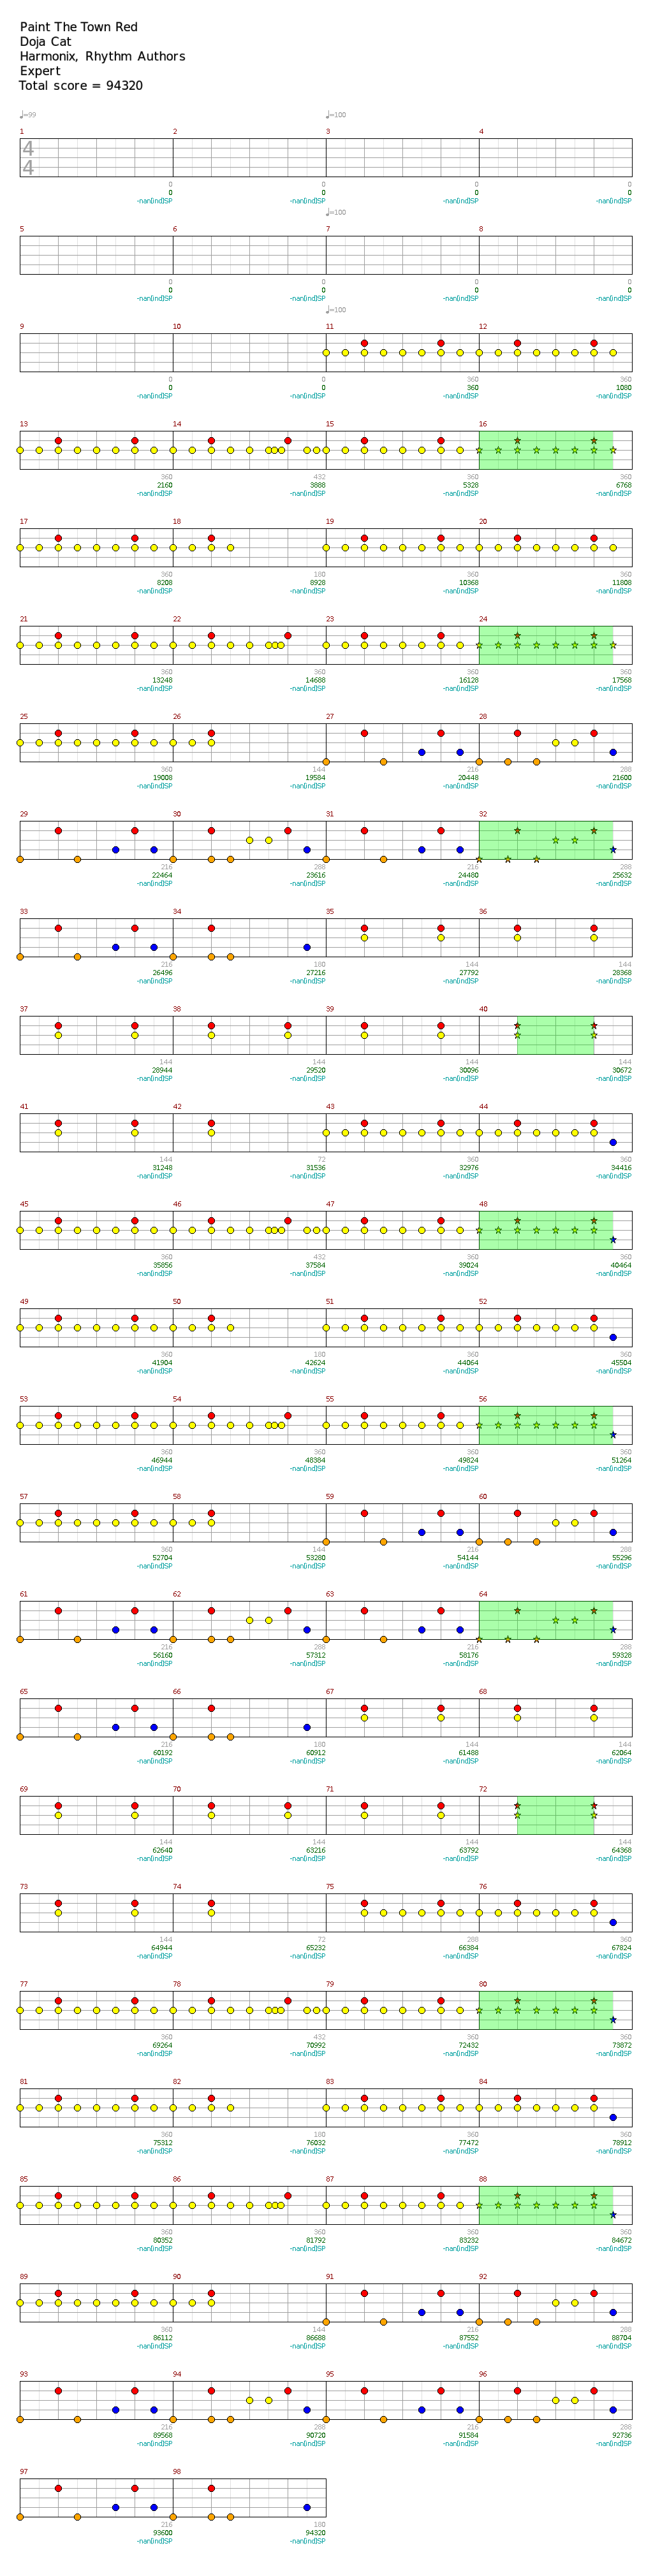 Paint The Town Red
Doja Cat
Harmonix, Rhythm Authors
Expert
Total score = 94320
♩=99 ♩=100
1 2 3 4
4
4
0 0 0 0
0 0 0 0
-nan(ind)SP -nan(ind)SP -nan(ind)SP -nan(ind)SP
♩=100
5 6 7 8
0 0 0 0
0 0 0 0
-nan(ind)SP -nan(ind)SP -nan(ind)SP -nan(ind)SP
♩=100
9 10 11 12
0 0 360 360
0 0 360 1080
-nan(ind)SP -nan(ind)SP -nan(ind)SP -nan(ind)SP
13 14 15 16
360 432 360 360
2160 3888 5328 6768
-nan(ind)SP -nan(ind)SP -nan(ind)SP -nan(ind)SP
17 18 19 20
360 180 360 360
8208 8928 10368 11808
-nan(ind)SP -nan(ind)SP -nan(ind)SP -nan(ind)SP
21 22 23 24
360 360 360 360
13248 14688 16128 17568
-nan(ind)SP -nan(ind)SP -nan(ind)SP -nan(ind)SP
25 26 27 28
360 144 216 288
19008 19584 20448 21600
-nan(ind)SP -nan(ind)SP -nan(ind)SP -nan(ind)SP
29 30 31 32
216 288 216 288
22464 23616 24480 25632
-nan(ind)SP -nan(ind)SP -nan(ind)SP -nan(ind)SP
33 34 35 36
216 180 144 144
26496 27216 27792 28368
-nan(ind)SP -nan(ind)SP -nan(ind)SP -nan(ind)SP
37 38 39 40
144 144 144 144
28944 29520 30096 30672
-nan(ind)SP -nan(ind)SP -nan(ind)SP -nan(ind)SP
41 42 43 44
144 72 360 360
31248 31536 32976 34416
-nan(ind)SP -nan(ind)SP -nan(ind)SP -nan(ind)SP
45 46 47 48
360 432 360 360
35856 37584 39024 40464
-nan(ind)SP -nan(ind)SP -nan(ind)SP -nan(ind)SP
49 50 51 52
360 180 360 360
41904 42624 44064 45504
-nan(ind)SP -nan(ind)SP -nan(ind)SP -nan(ind)SP
53 54 55 56
360 360 360 360
46944 48384 49824 51264
-nan(ind)SP -nan(ind)SP -nan(ind)SP -nan(ind)SP
57 58 59 60
360 144 216 288
52704 53280 54144 55296
-nan(ind)SP -nan(ind)SP -nan(ind)SP -nan(ind)SP
61 62 63 64
216 288 216 288
56160 57312 58176 59328
-nan(ind)SP -nan(ind)SP -nan(ind)SP -nan(ind)SP
65 66 67 68
216 180 144 144
60192 60912 61488 62064
-nan(ind)SP -nan(ind)SP -nan(ind)SP -nan(ind)SP
69 70 71 72
144 144 144 144
62640 63216 63792 64368
-nan(ind)SP -nan(ind)SP -nan(ind)SP -nan(ind)SP
73 74 75 76
144 72 288 360
64944 65232 66384 67824
-nan(ind)SP -nan(ind)SP -nan(ind)SP -nan(ind)SP
77 78 79 80
360 432 360 360
69264 70992 72432 73872
-nan(ind)SP -nan(ind)SP -nan(ind)SP -nan(ind)SP
81 82 83 84
360 180 360 360
75312 76032 77472 78912
-nan(ind)SP -nan(ind)SP -nan(ind)SP -nan(ind)SP
85 86 87 88
360 360 360 360
80352 81792 83232 84672
-nan(ind)SP -nan(ind)SP -nan(ind)SP -nan(ind)SP
89 90 91 92
360 144 216 288
86112 86688 87552 88704
-nan(ind)SP -nan(ind)SP -nan(ind)SP -nan(ind)SP
93 94 95 96
216 288 216 288
89568 90720 91584 92736
-nan(ind)SP -nan(ind)SP -nan(ind)SP -nan(ind)SP
97 98
216 180
93600 94320
-nan(ind)SP -nan(ind)SP